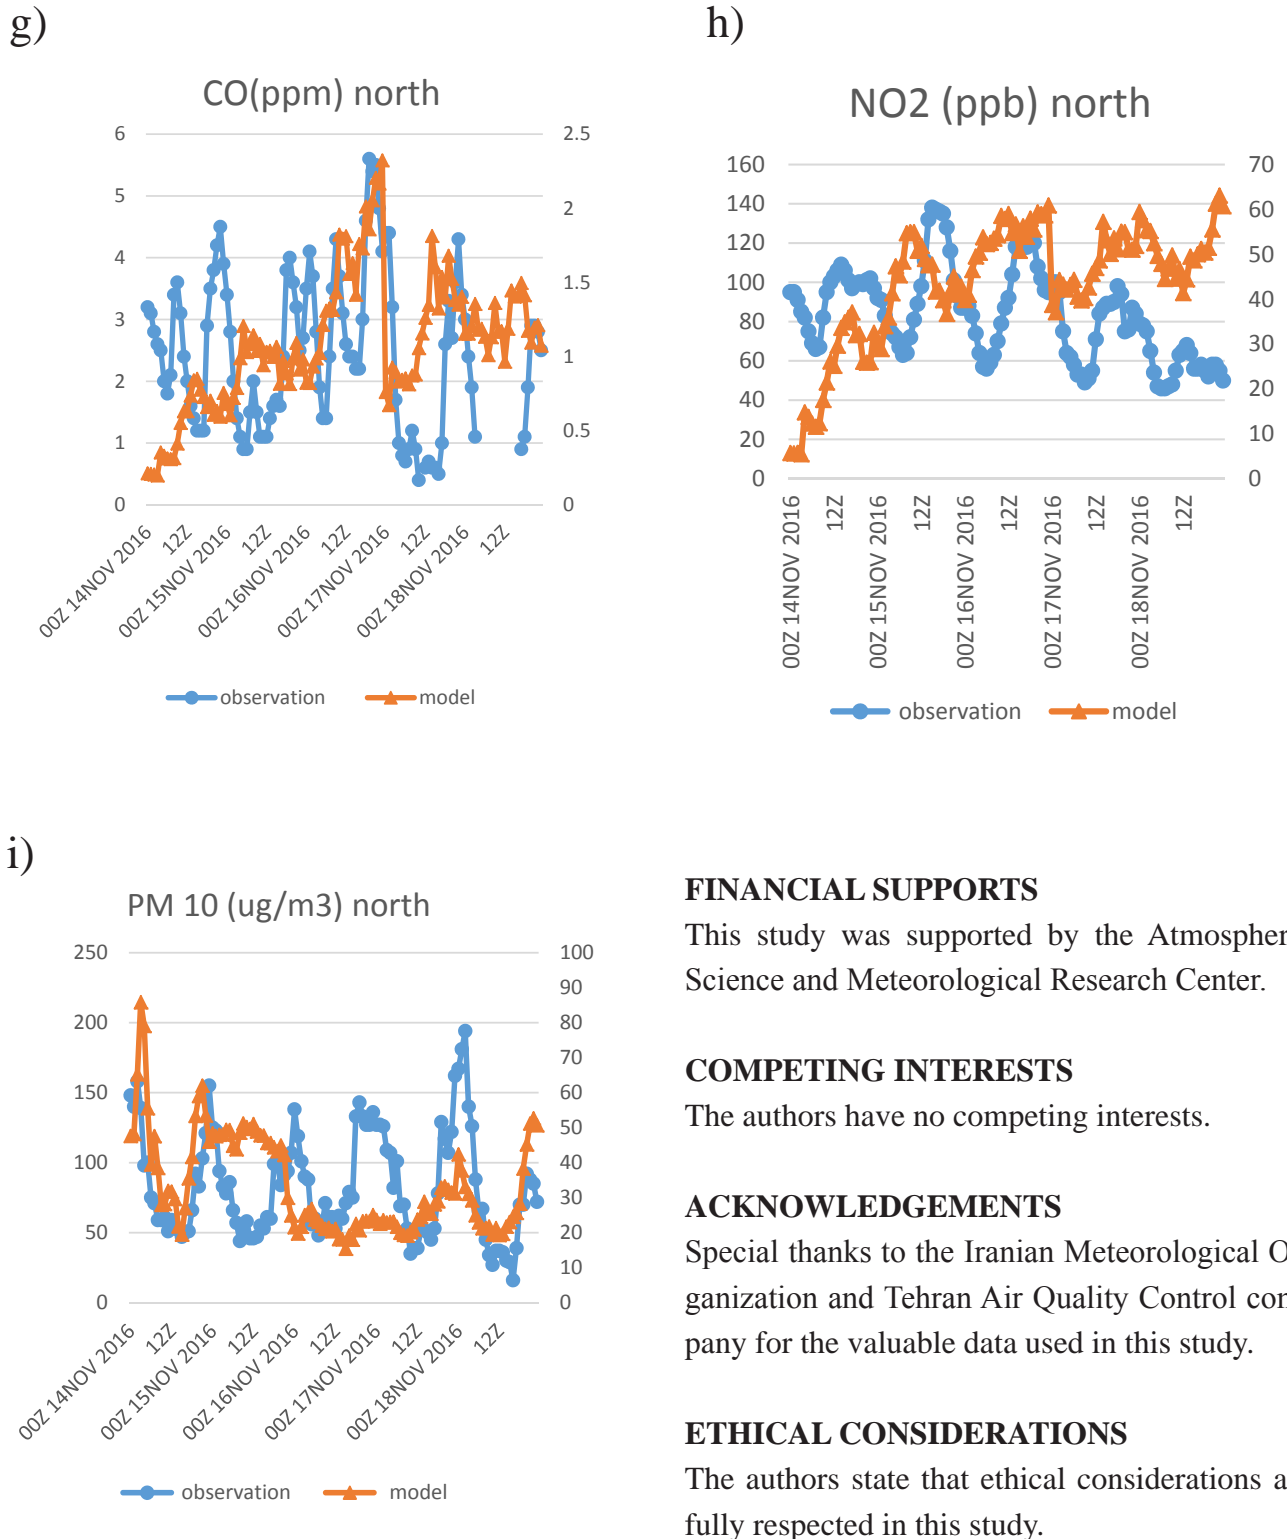 g)
CO(ppm) north
6
5
4
3
2
1
0
2.5
2
1.5
1
0.5
0
00Z 14NOV 2016
12Z
00Z 15NOV 2016
12Z
00Z 16NOV 2016
12Z
00Z 17NOV 2016
12Z
00Z 18NOV 2016
12Z
observation model
h)
NO2 (ppb) north
160
140
120
100
80
60
40
20
0
70
60
50
40
30
20
10
0
00Z 14NOV 2016
12Z
00Z 15NOV 2016
12Z
00Z 16NOV 2016
12Z
00Z 17NOV 2016
12Z
00Z 18NOV 2016
12Z
observation model
i)
PM 10 (ug/m3) north
250
200
150
100
50
0
100
90
80
70
60
50
40
30
20
10
0
00Z 14NOV 2016
12Z
00Z 15NOV 2016
12Z
00Z 16NOV 2016
12Z
00Z 17NOV 2016
12Z
00Z 18NOV 2016
12Z
observation model
FINANCIAL SUPPORTS
This study was supported by the Atmospher
Science and Meteorological Research Center.
COMPETING INTERESTS
The authors have no competing interests.
ACKNOWLEDGEMENTS
Special thanks to the Iranian Meteorological O
ganization and Tehran Air Quality Control com
pany for the valuable data used in this study.
ETHICAL CONSIDERATIONS
The authors state that ethical considerations a
fully respected in this study.